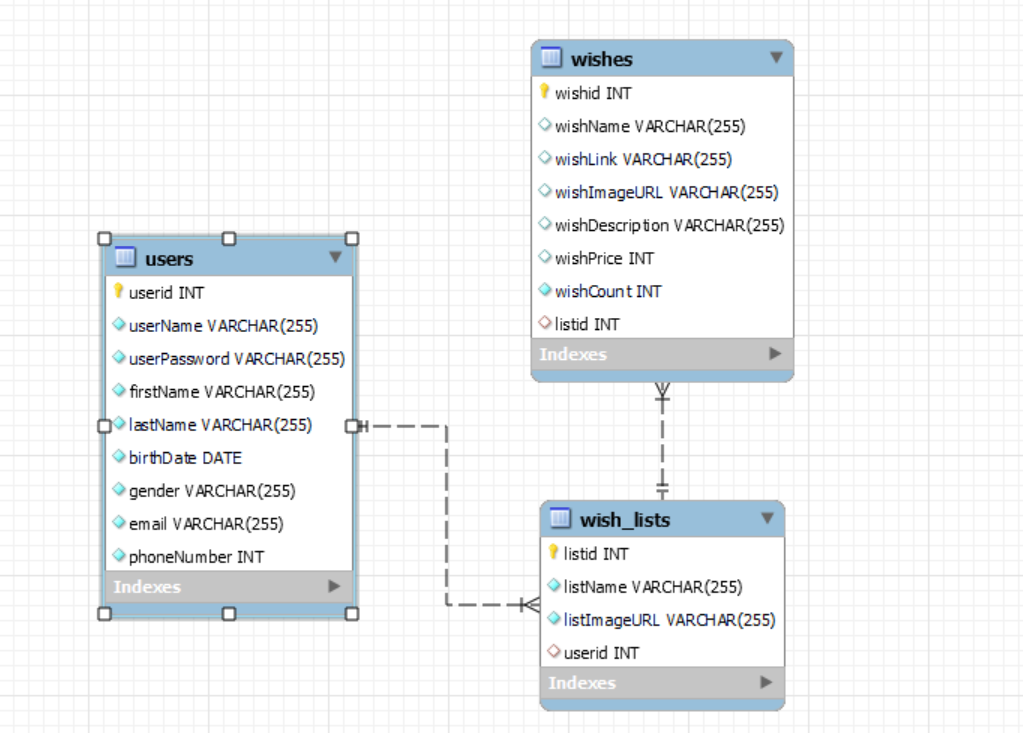 wishes
wishid INT
wishName VARCHAR(255)
wishLink VARCHAR(255)
wishImageURL VARCHAR(255)
wishDescription VARCHAR(255)
wishPrice INT
wishCount INT
listid INT
Indexes
users
userid INT
userName VARCHAR(255)
userPassword VARCHAR(255)
firstName VARCHAR(255)
lastName VARCHAR(255)
birthDate DATE
gender VARCHAR(255)
email VARCHAR(255)
phoneNumber INT
Indexes
wish_lists
listid INT
listName VARCHAR(255)
listImageURL VARCHAR(255)
userid INT
Indexes